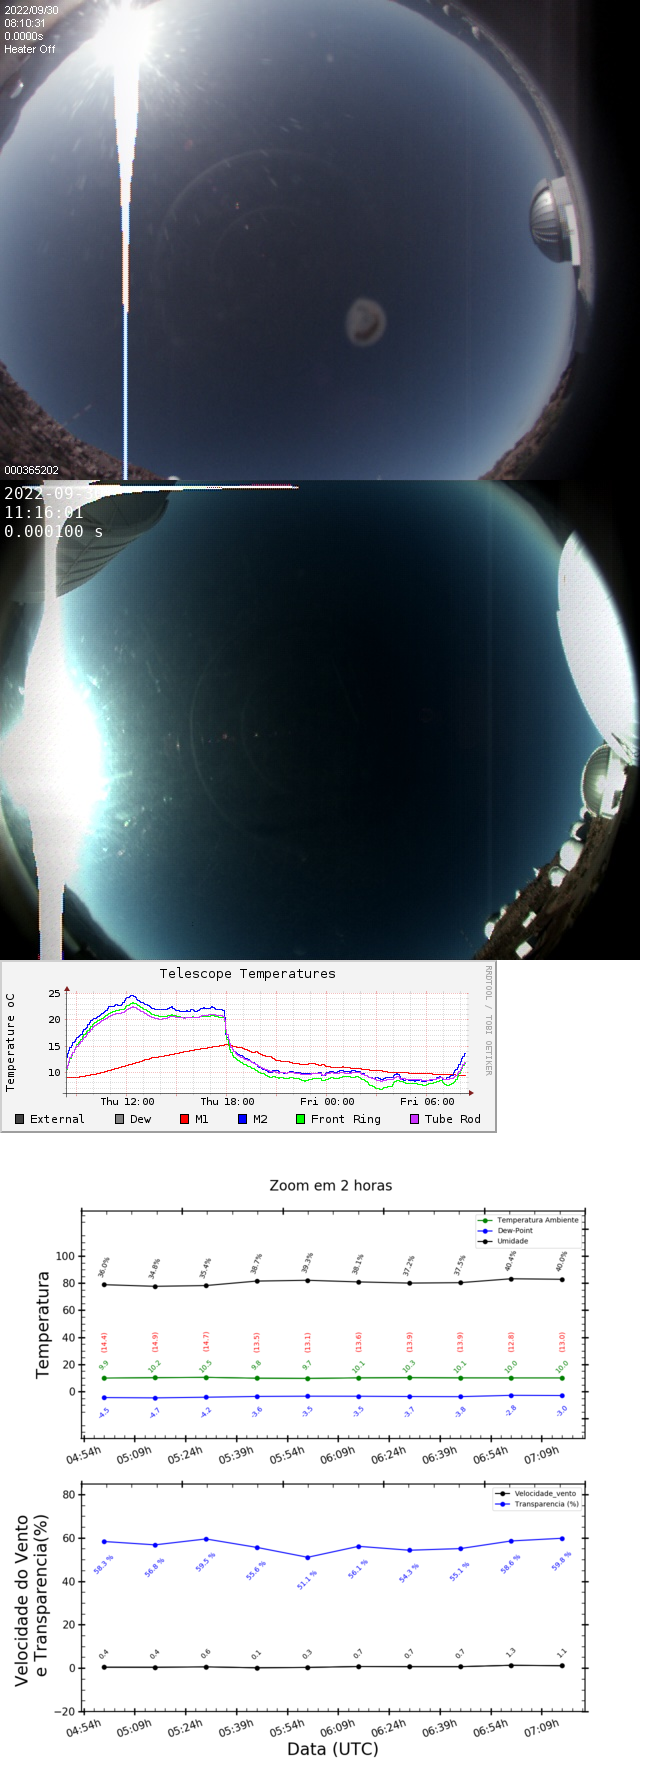 2022/09/30
08:10:31
0.0000s
Heater Off
000365202
2022-09-3
11:16:01
0.000100 s
Telescope Temperatures
RRDTOOL / TOBI OETIKER
Temperature oC
25
20
15
10
Thu 12:00 Thu 18:00 Fri 00:00 Fri 06:00
External Dew M1 M2 Front Ring Tube Rod
Zoom em 2 horas
Temperatura Ambiente
Dew-Point
Umidade
Temperatura
100
80
60
40
20
0
36.0% 34.8% 35.4% 38.7% 39.3% 38.1% 37.2% 37.5% 40.4% 40.0%
(14.4) (14.9) (14.7) (13.5) (13.1) (13.6) (13.9) (13.9) (12.8) (13.0)
9.9 10.2 10.5 9.8 9.7 10.1 10.3 10.1 10.0 10.0
-4.5 -4.7 -4.2 -3.6 -3.5 -3.5 -3.7 -3.8 -2.8 -3.0
04:54h 05:09h 05:24h 05:39h 05:54h 06:09h 06:24h 06:39h 06:54h 07:09h
Velocidade_vento
Transparencia (%)
Velocidade do Vento
e Transparencia(%)
80
60
40
20
0
−20
58.3 % 56.8 % 59.5 % 55.6 % 51.1 % 56.1 % 54.3 % 55.1 % 58.6 % 59.8 %
0.4 0.4 0.6 0.1 0.3 0.7 0.7 0.7 1.3 1.1
04:54h 05:09h 05:24h 05:39h 05:54h 06:09h 06:24h 06:39h 06:54h 07:09h
Data (UTC)